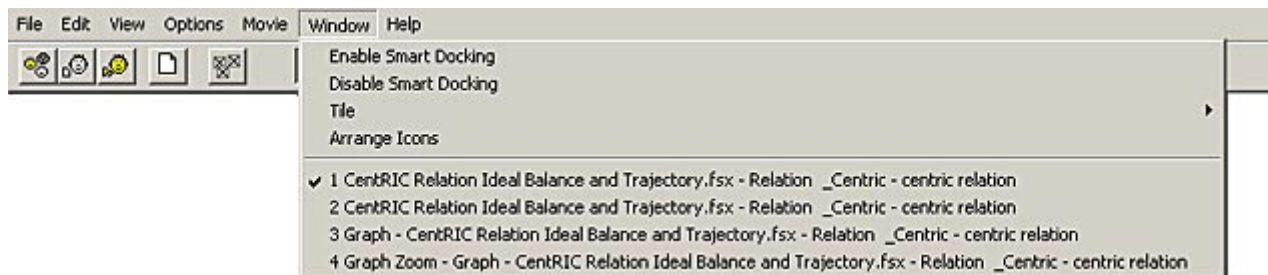 File Edit View Options Movie Window Help
Enable Smart Docking
Disable Smart Docking
Tile
Arrange Icons
1 CentRIC Relation Ideal Balance and Trajectory.fsx - Relation _Centric - centric relation
2 CentRIC Relation Ideal Balance and Trajectory.fsx - Relation _Centric - centric relation
3 Graph - CentRIC Relation Ideal Balance and Trajectory.fsx - Relation _Centric - centric relation
4 Graph Zoom - Graph - CentRIC Relation Ideal Balance and Trajectory.fsx - Relation _Centric - centric relation